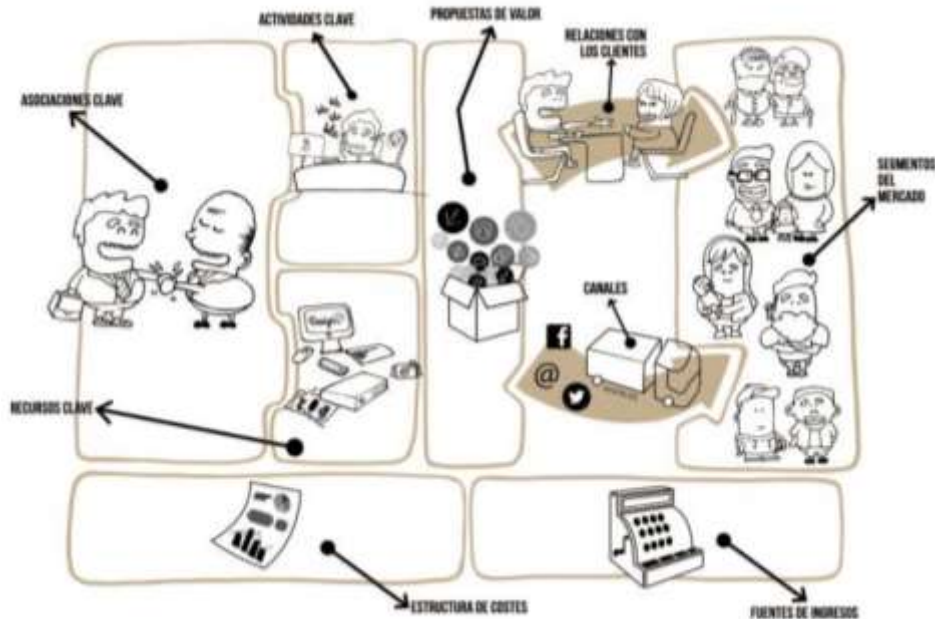 ACTIVIDADES CLAVE
PROPUESTAS DE VALOR
RELACIONES CON
LOS CLIENTES
ASOCIACIONES CLAVE
SEGMENTOS
DEL
MERCADO
CANALES
f
@
RECURSOS CLAVE
ESTRUCTURA DE COSTES
FUENTES DE INGRESOS